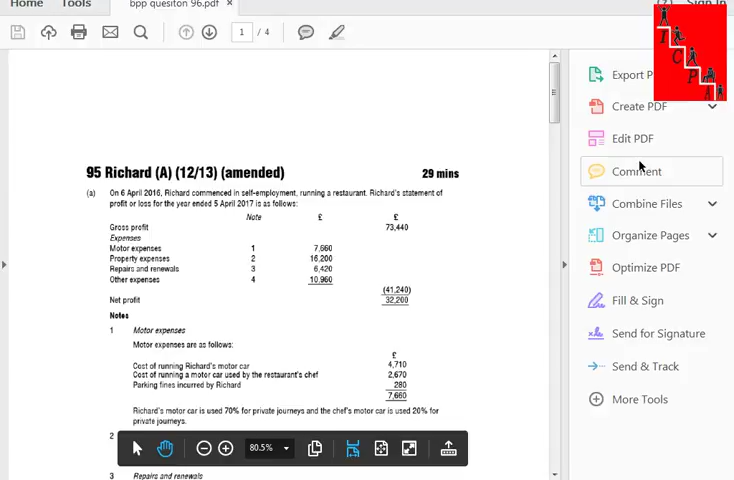 Home Tools bpp quesiton 96.pdf × Sign In
1 / 4
I
C
P
A
Export P
Create PDF
Edit PDF
Comment
Combine Files
Organize Pages
Optimize PDF
Fill & Sign
Send for Signature
Send & Track
More Tools
95 Richard (A) (12/13) (amended) 29 mins
(a) On 6 April 2016, Richard commenced in self-employment, running a restaurant. Richard's statement of
profit or loss for the year ended 5 April 2017 is as follows:
Note £ £
Gross profit 73,440
Expenses
Motor expenses 1 7,660
Property expenses 2 16,200
Repairs and renewals 3 6,420
Other expenses 4 10,960
(41,240)
Net profit 32,200
Notes
1 Motor expenses
Motor expenses are as follows:
£
Cost of running Richard's motor car 4,710
Cost of running a motor car used by the restaurant's chef 2,670
Parking fines incurred by Richard 280
7,660
Richard's motor car is used 70% for private journeys and the chef's motor car is used 20% for
private journeys.
2
80.5%
3 Repairs and renewals